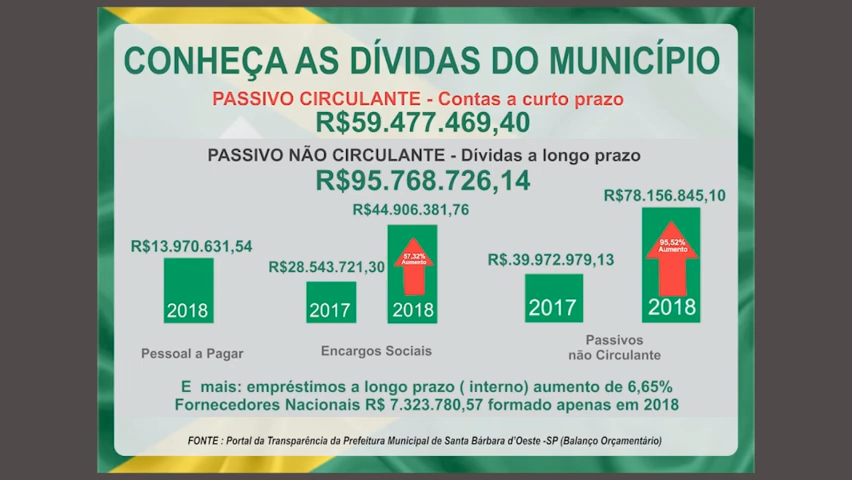 CONHEÇA AS DÍVIDAS DO MUNICÍPIO
PASSIVO CIRCULANTE - Contas a curto prazo
R$59.477.469,40
PASSIVO NÃO CIRCULANTE - Dívidas a longo prazo
R$95.768.726,14
R$13.970.631,54
2018
Pessoal a Pagar
R$28.543.721,30
2017
R$44.906.381,76
57,32%
Aumento
2018
Encargos Sociais
R$.39.972.979,13
2017
R$78.156.845,10
95,52%
Aumento
2018
Passivos
não Circulante
E mais: empréstimos a longo prazo ( interno) aumento de 6,65%
Fornecedores Nacionais R$ 7.323.780,57 formado apenas em 2018
FONTE : Portal da Transparência da Prefeitura Municipal de Santa Bárbara d'Oeste -SP (Balanço Orçamentário)